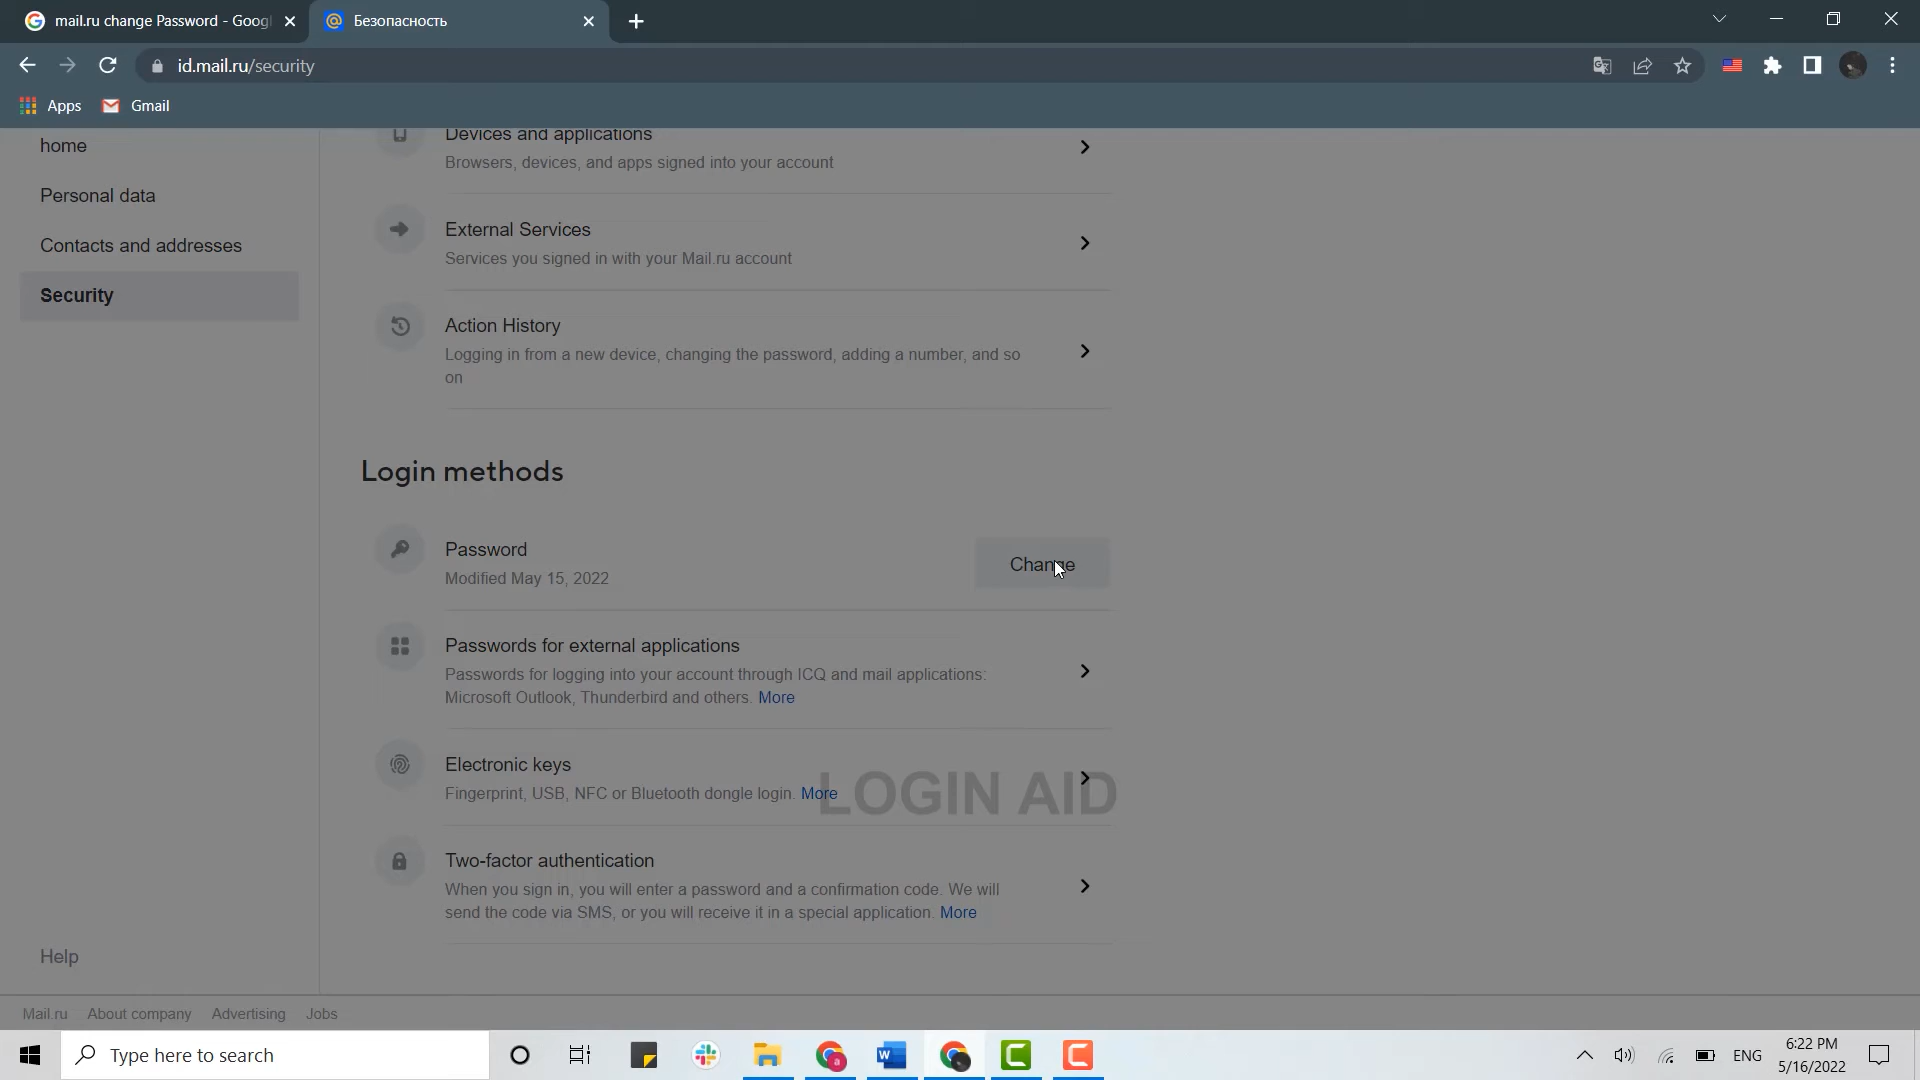 mail.ru change Password - Goog
Безопасность
id.mail.ru/security
Apps
Gmail
home
Personal data
Contacts and addresses
Security
Help
Devices and applications
Browsers, devices, and apps signed into your account
External Services
Services you signed in with your Mail.ru account
Action History
Logging in from a new device, changing the password, adding a number, and so
on
Login methods
Password
Modified May 15, 2022
Change
Passwords for external applications
Passwords for logging into your account through ICQ and mail applications:
Microsoft Outlook, Thunderbird and others. More
Electronic keys
Fingerprint, USB, NFC or Bluetooth dongle login. More
LOGIN AID
Two-factor authentication
When you sign in, you will enter a password and a confirmation code. We will
send the code via SMS, or you will receive it in a special application. More
Mail.ru About company Advertising Jobs
Type here to search
ENG
6:22 PM
5/16/2022